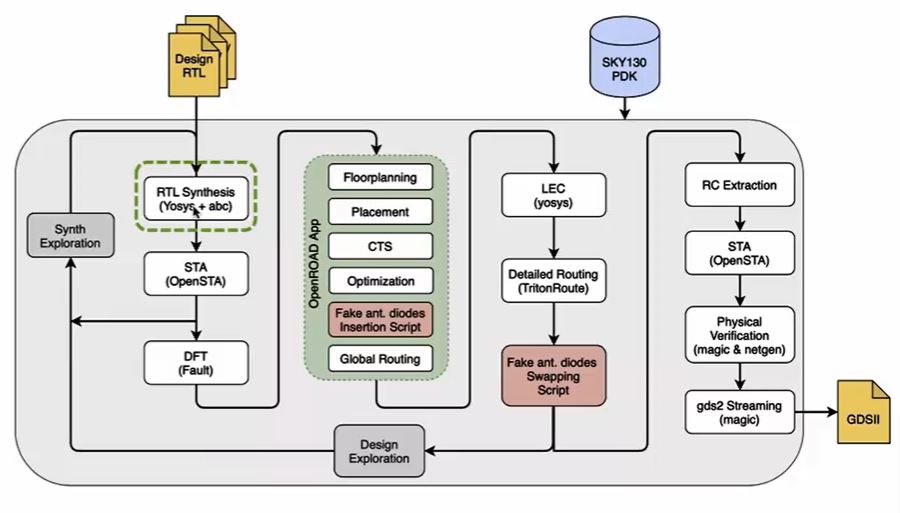 Design
RTL
SKY130
PDK
RTL Synthesis
(Yosys + abc)
Synth
Exploration
STA
(OpenSTA)
DFT
(Fault)
OpenROAD App
Floorplanning
Placement
CTS
Optimization
Fake ant. diodes
Insertion Script
Global Routing
LEC
(yosys)
Detailed Routing
(TritonRoute)
Fake ant. diodes
Swapping
Script
Design
Exploration
RC Extraction
STA
(OpenSTA)
Physical
Verification
(magic & netgen)
gds2 Streaming
(magic)
GDSII